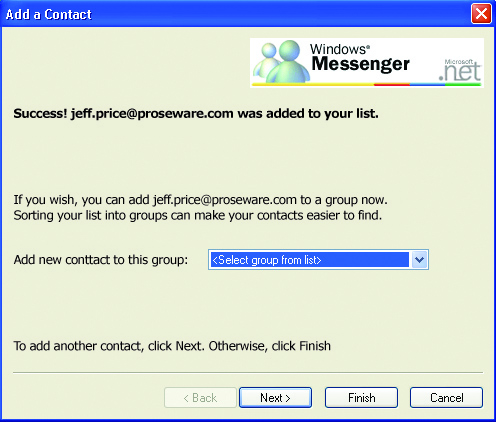 Add a Contact
Windows®
Messenger
Microsoft
.net
Success! jeff.price@proseware.com was added to your list.
If you wish, you can add jeff.price@proseware.com to a group now.
Sorting your list into groups can make your contacts easier to find.
Add new conttact to this group: <Select group from list>
To add another contact, click Next. Otherwise, click Finish
< Back Next > Finish Cancel